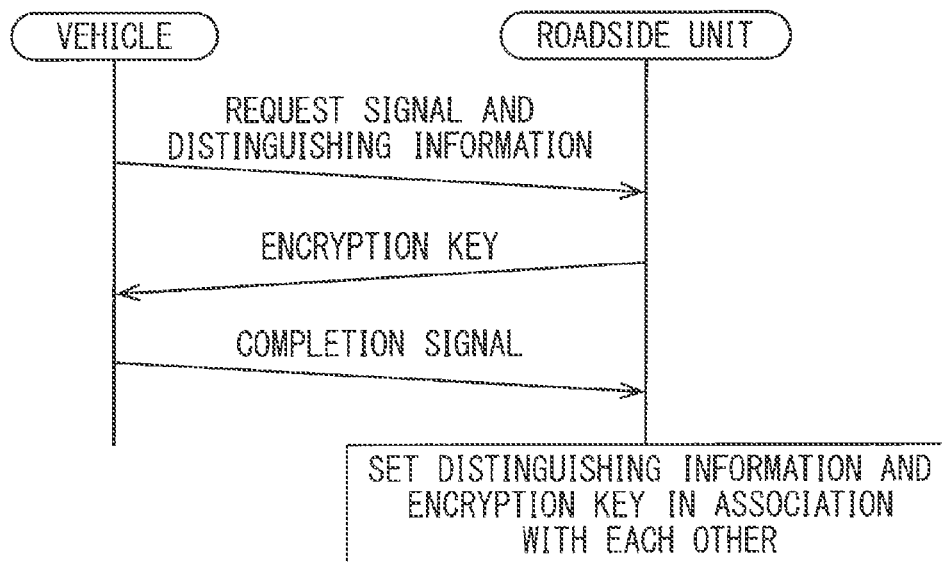 VEHICLE
ROADSIDE UNIT
REQUEST SIGNAL AND
DISTINGUISHING INFORMATION
ENCRYPTION KEY
COMPLETION SIGNAL
SET DISTINGUISHING INFORMATION AND
ENCRYPTION KEY IN ASSOCIATION
WITH EACH OTHER